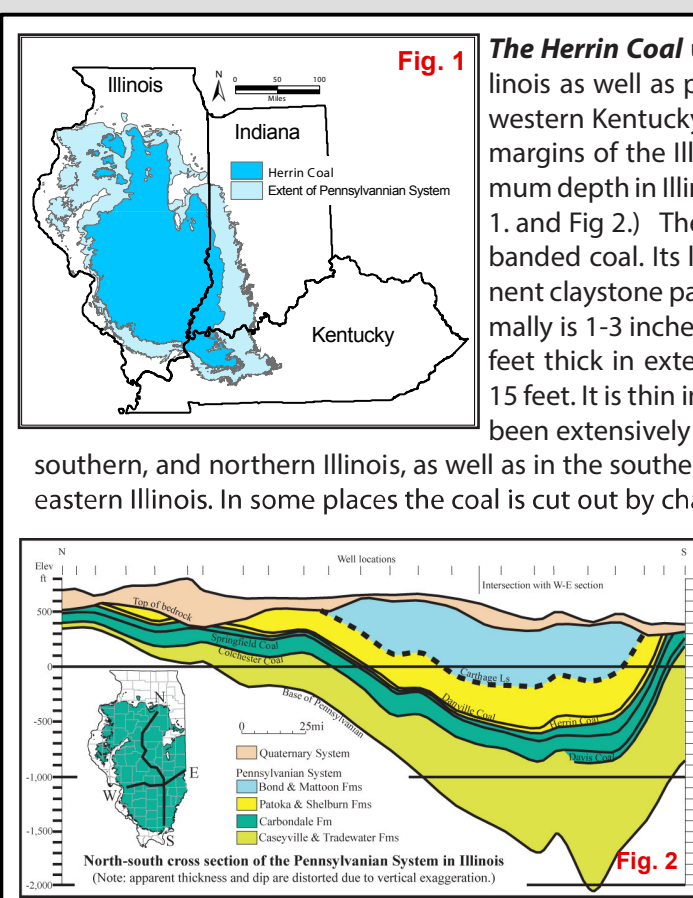 Fig. 1
Illinois
N
0 50 100
Miles
Indiana
Herrin Coal
Extent of Pennsylvannian System
Kentucky
The Herrin Coal
linois as well as p
western Kentucky
margins of the Ill
mum depth in Illin
1. and Fig 2.) The
banded coal. Its l
nent claystone pa
mally is 1-3 inche
feet thick in exte
15 feet. It is thin i
been extensively
southern, and northern Illinois, as well as in the southe
eastern Illinois. In some places the coal is cut out by cha
N
Well locations
S
Elev
ft
Intersection with W-E section
500
0
-500
-1,000
-1,500
-2,000
Top of bedrock
Springfield Coal
Colchester Coal
Base of Pennsylvanian
Carthage Ls
Danville Coal
Herrin Coal
Davis Coal
N
E
W
S
0 25mi
Quaternary System
Pennsylvanian System
Bond & Mattoon Fms
Patoka & Shelburn Fms
Carbondale Fm
Caseyville & Tradewater Fms
North-south cross section of the Pennsylvanian System in Illinois
(Note: apparent thickness and dip are distorted due to vertical exaggeration.)
Fig. 2